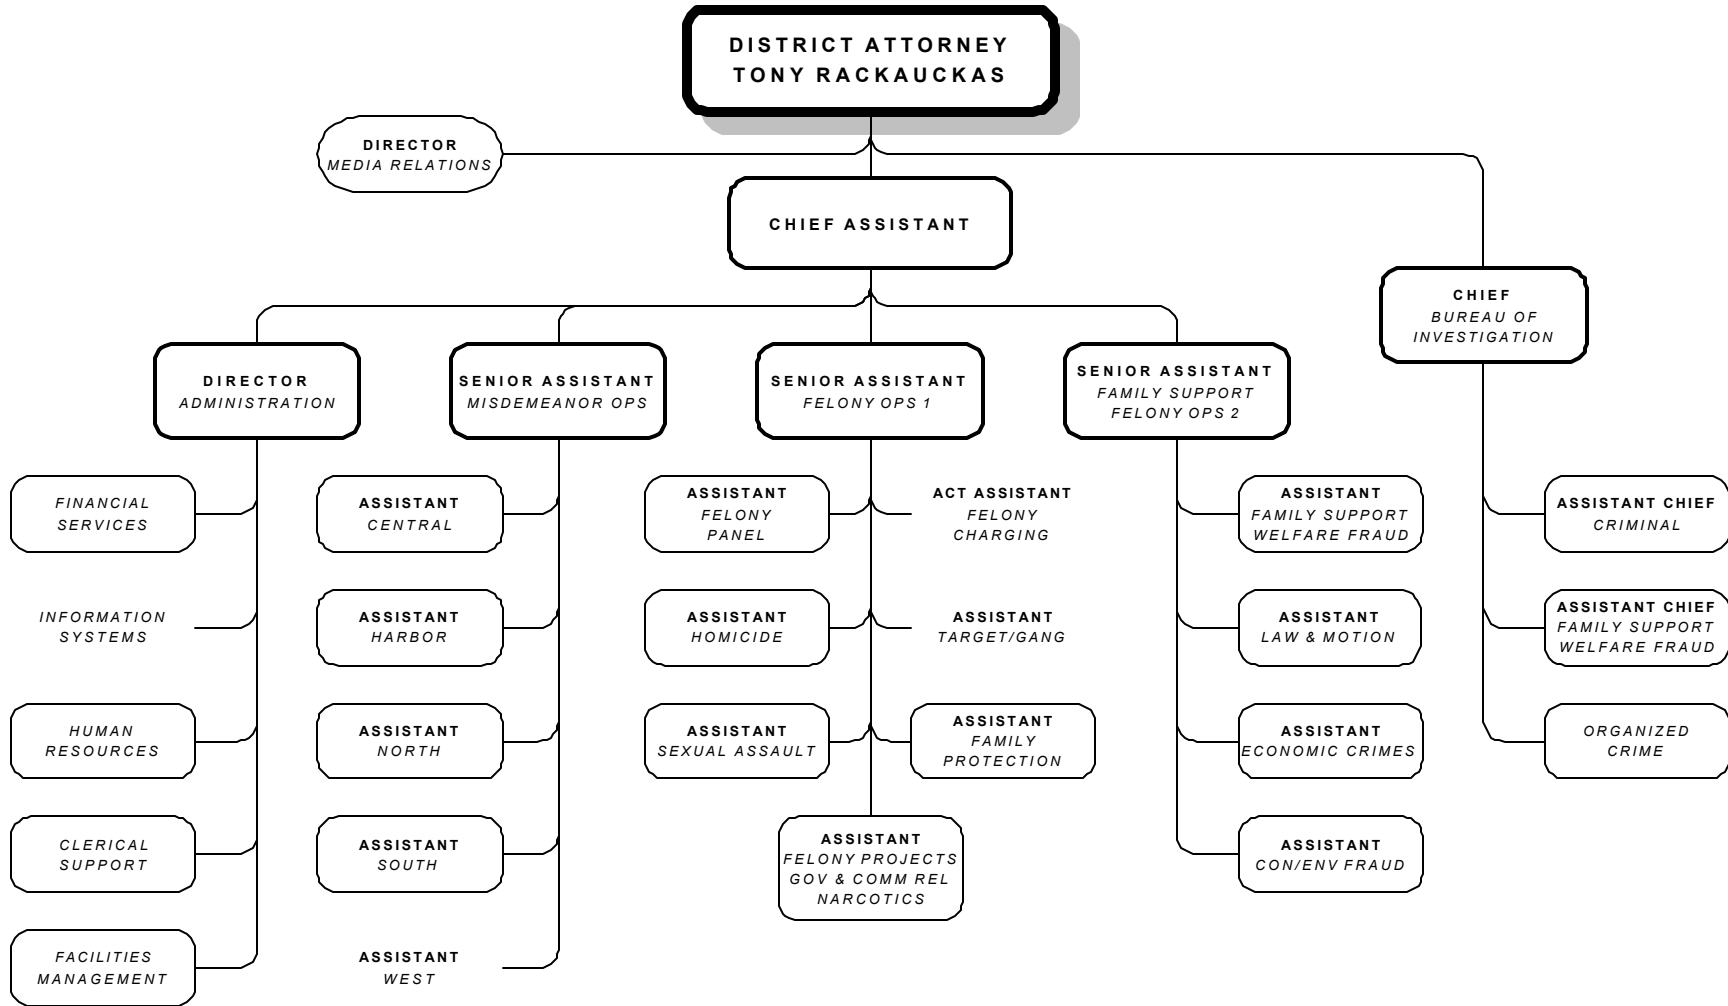 DISTRICT ATTORNEY
TONY RACKAUCKAS
DIRECTOR
MEDIA RELATIONS
CHIEF ASSISTANT
CHIEF
BUREAU OF
INVESTIGATION
DIRECTOR
ADMINISTRATION
SENIOR ASSISTANT
MISDEMEANOR OPS
SENIOR ASSISTANT
FELONY OPS 1
SENIOR ASSISTANT
FAMILY SUPPORT
FELONY OPS 2
FINANCIAL
SERVICES
INFORMATION
SYSTEMS
HUMAN
RESOURCES
CLERICAL
SUPPORT
FACILITIES
MANAGEMENT
ASSISTANT
CENTRAL
ASSISTANT
HARBOR
ASSISTANT
NORTH
ASSISTANT
SOUTH
ASSISTANT
WEST
ASSISTANT
FELONY
PANEL
ASSISTANT
HOMICIDE
ASSISTANT
SEXUAL ASSAULT
ACT ASSISTANT
FELONY
CHARGING
ASSISTANT
TARGET/GANG
ASSISTANT
FAMILY
PROTECTION
ASSISTANT
FELONY PROJECTS
GOV & COMM REL
NARCOTICS
ASSISTANT
FAMILY SUPPORT
WELFARE FRAUD
ASSISTANT
LAW & MOTION
ASSISTANT
ECONOMIC CRIMES
ASSISTANT
CON/ENV FRAUD
ASSISTANT CHIEF
CRIMINAL
ASSISTANT CHIEF
FAMILY SUPPORT
WELFARE FRAUD
ORGANIZED
CRIME